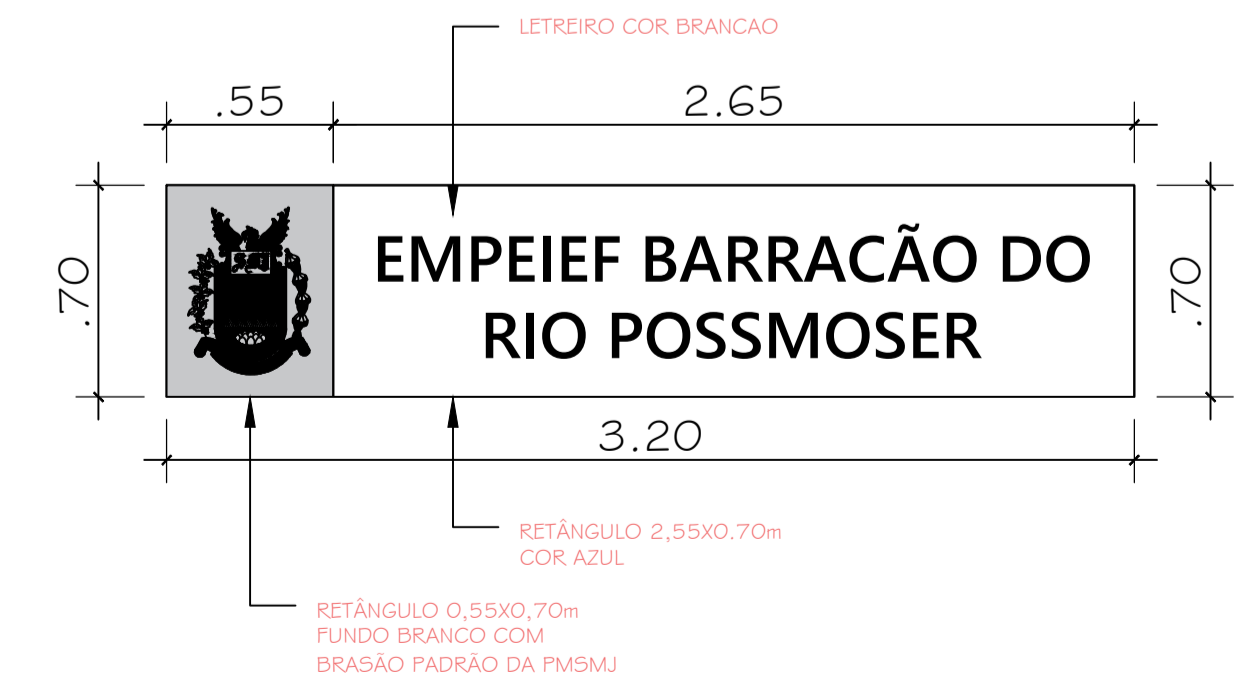 LETREIRO COR BRANCAO
.55
2.65
.70
EMPEIEF BARRACÃO DO
RIO POSSMOSER
.70
3.20
RETÂNGULO 2,55X0.70m
COR AZUL
RETÂNGULO 0,55X0,70m
FUNDO BRANCO COM
BRASÃO PADRÃO DA PMSMJ